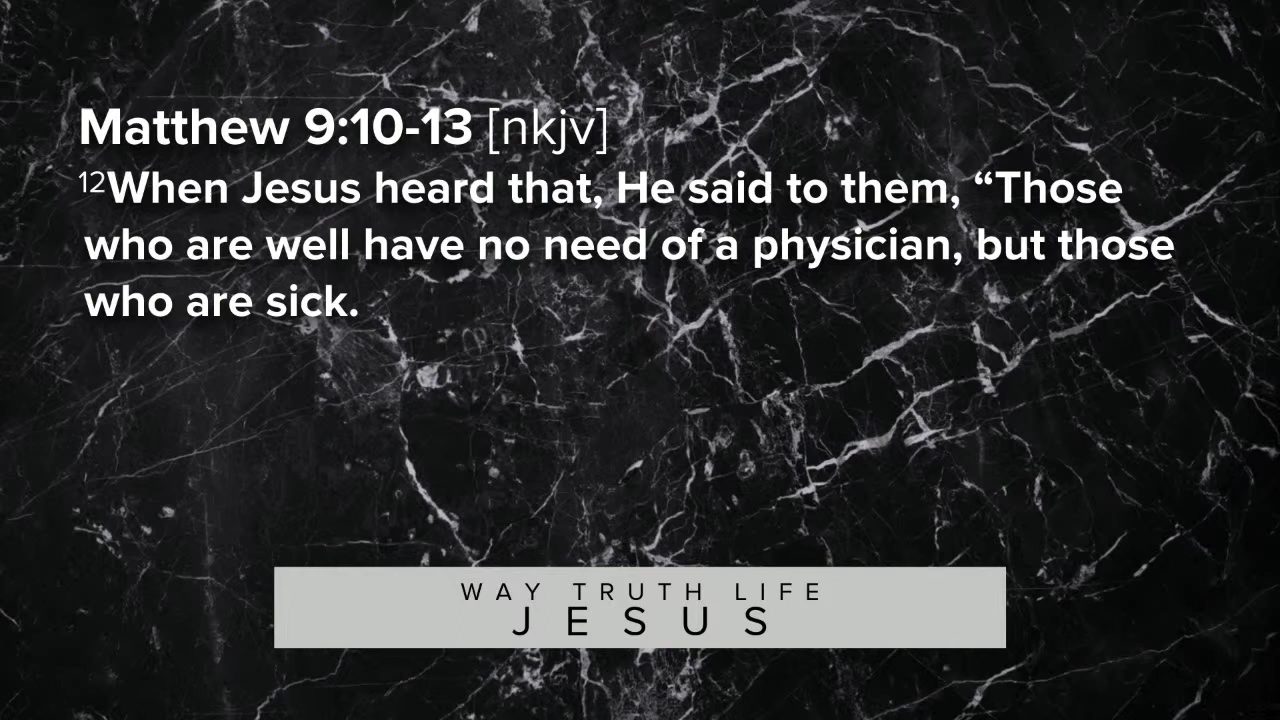 Matthew 9:10-13 [nkjv]
12When Jesus heard that, He said to them, “Those
who are well have no need of a physician, but those
who are sick.
WAY TRUTH LIFE
JESUS